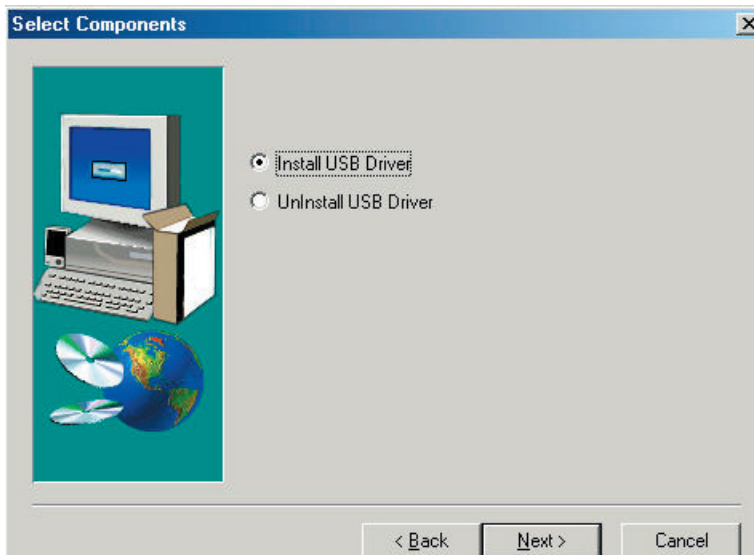 Select Components
Install USB Driver
UnInstall USB Driver
< Back
Next >
Cancel